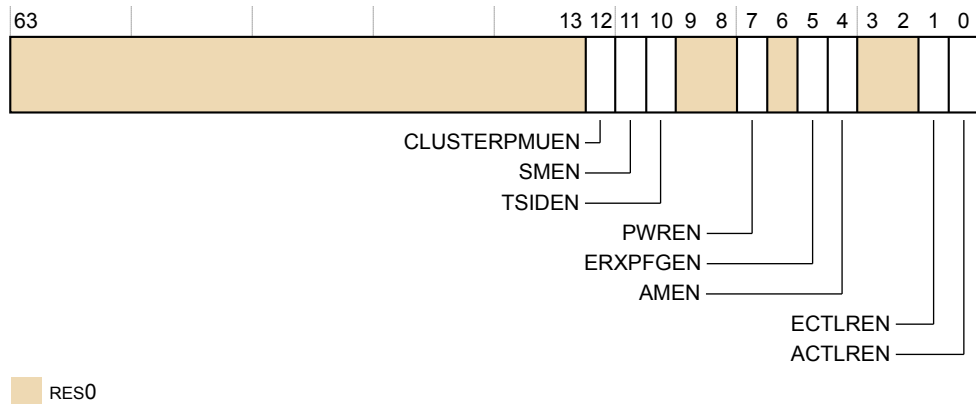 63 13 12 11 10 9 8 7 6 5 4 3 2 1 0
CLUSTERPMUEN
SMEN
TSIDEN
PWREN
ERXPFGEN
AMEN
ECTLREN
ACTLREN
RES0